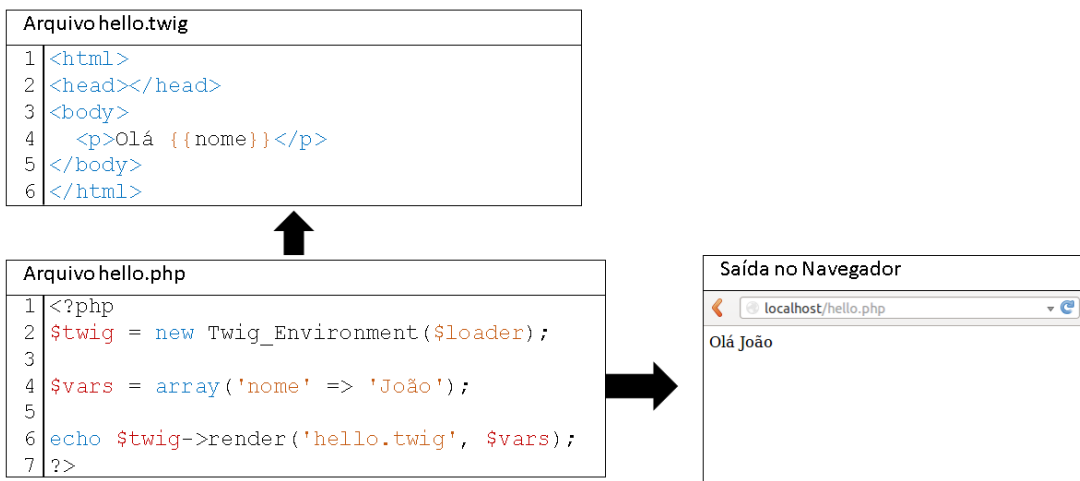 Arquivo hello.twig
1 <html>
2 <head></head>
3 <body>
4   <p>Olá {{nome}}</p>
5 </body>
6 </html>
Arquivo hello.php
1 <?php
2 $twig = new Twig_Environment($loader);
3
4 $vars = array('nome' => 'João');
5
6 echo $twig->render('hello.twig', $vars);
7 ?>
Saída no Navegador
localhost/hello.php
Olá João